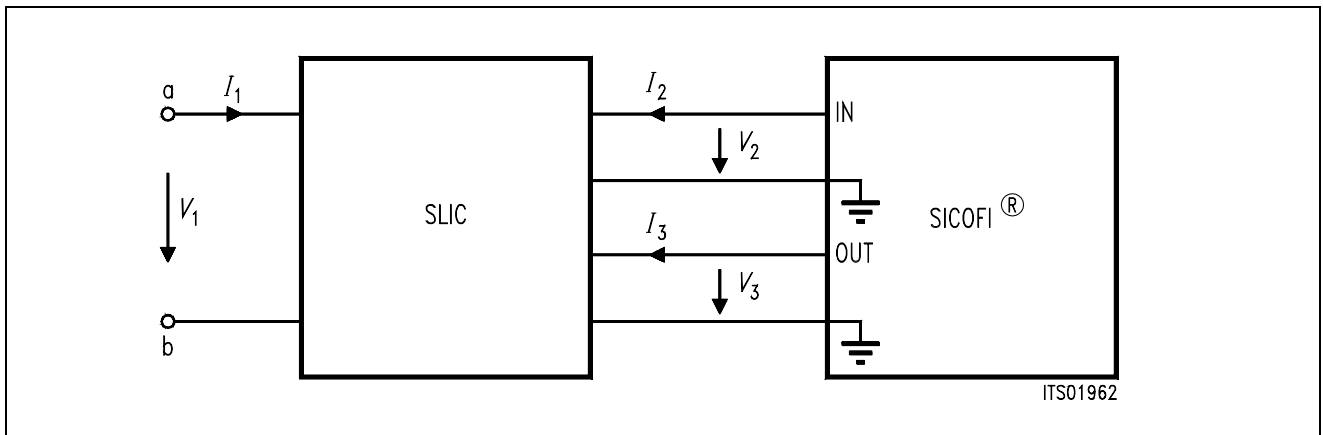 a
I1
I2
IN
V2
V1
SLIC
SICOFI ®
I3
OUT
V3
b
ITS01962